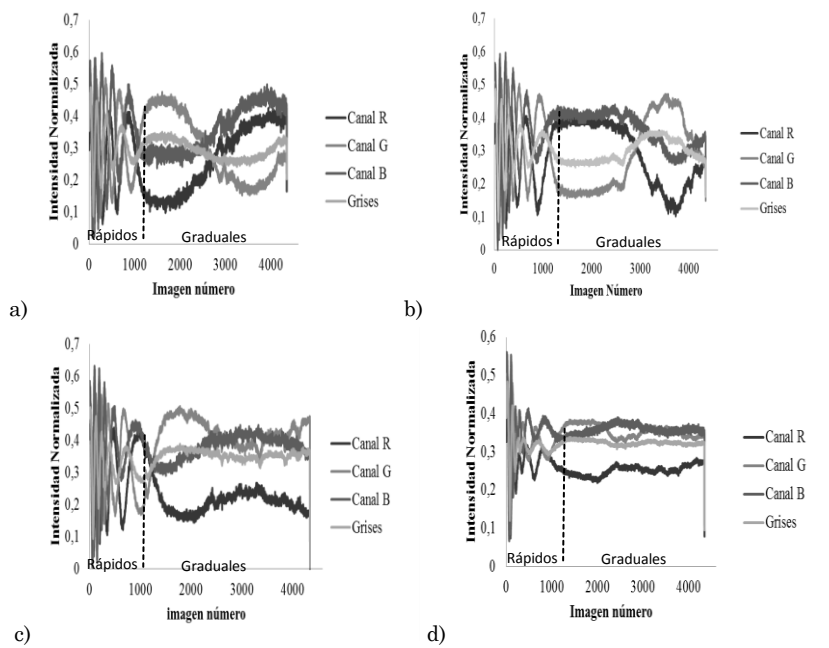 0,7
0,6
0,5
0,4
0,3
0,2
0,1
0
Intensidad Normalizada
Rápidos
Graduales
0 1000 2000 3000 4000
Imagen número
Canal R
Canal G
Canal B
Grises
a)
0,7
0,6
0,5
0,4
0,3
0,2
0,1
0
Intensidad Normalizada
Rápidos
Graduales
0 1000 2000 3000 4000
Imagen Número
Canal R
Canal G
Canal B
Grises
b)
0,7
0,6
0,5
0,4
0,3
0,2
0,1
0
Intensidad Normalizada
Rápidos
Graduales
0 1000 2000 3000 4000
imagen número
Canal R
Canal G
Canal B
Grises
c)
0,6
0,5
0,4
0,3
0,2
0,1
0
Intensidad Normalizada
Rápidos
Graduales
0 1000 2000 3000 4000
Imagen número
Canal R
Canal G
Canal B
Grises
d)